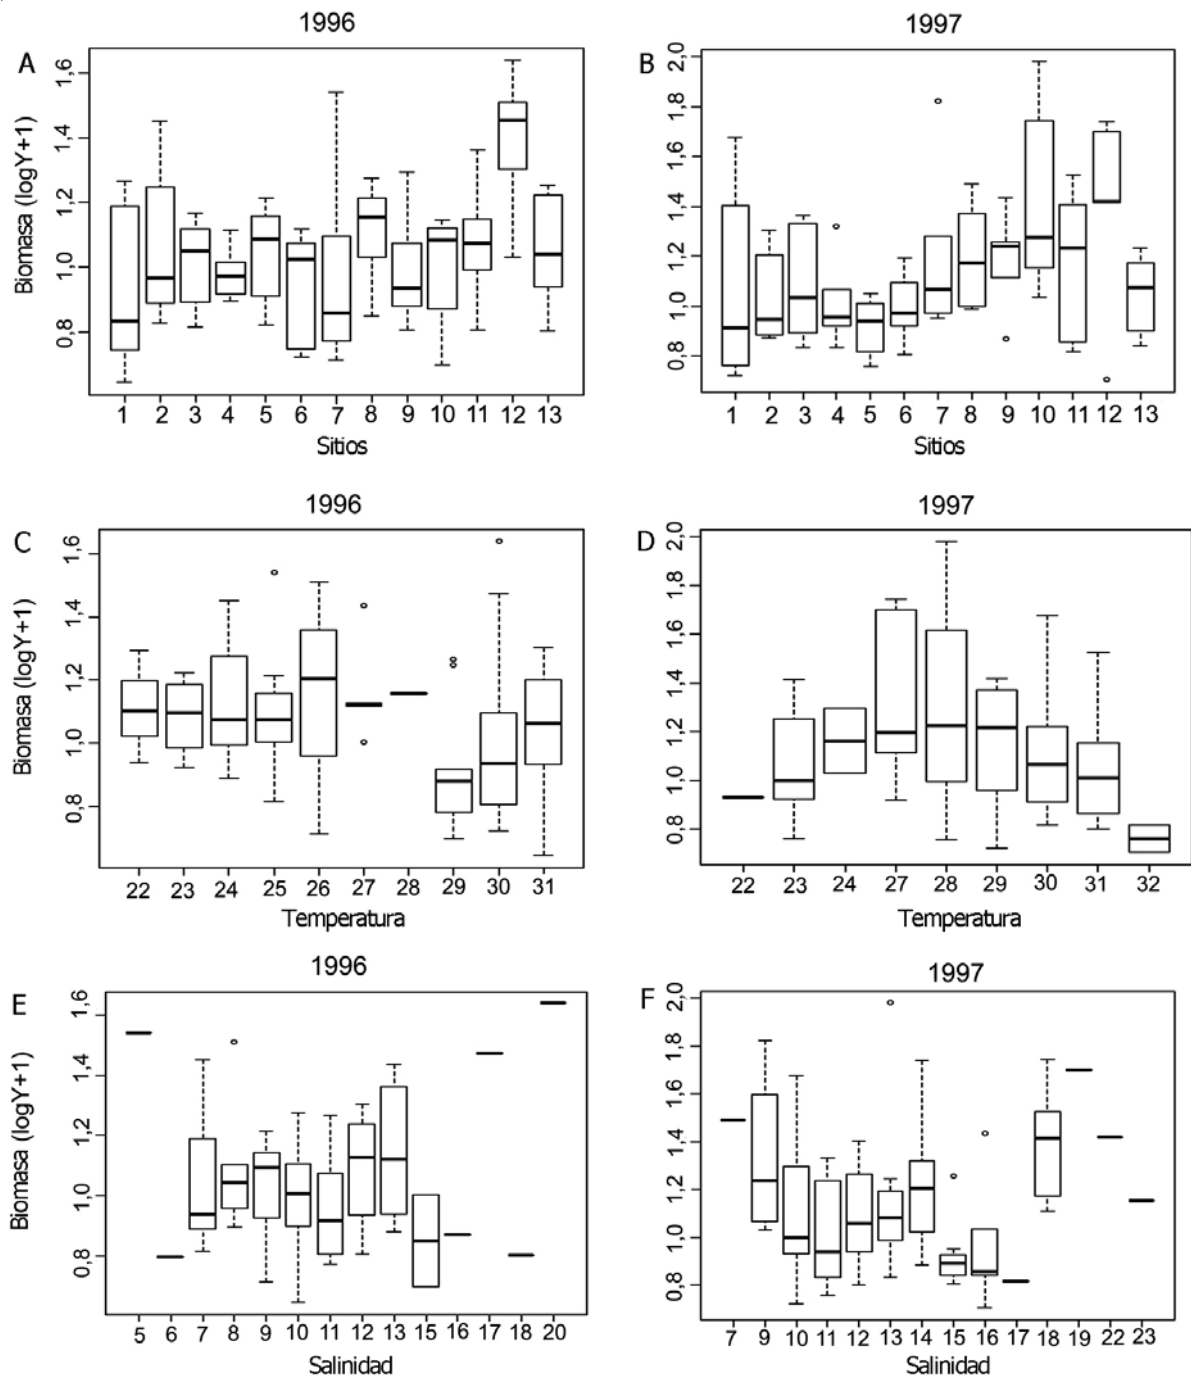 1996
1997
A
B
Biomasa (logY+1)
1,6
1,4
1,2
1,0
0,8
2,0
1,8
1,6
1,4
1,2
1,0
0,8
1 2 3 4 5 6 7 8 9 10 11 12 13
1 2 3 4 5 6 7 8 9 10 11 12 13
Sitios
Sitios
1996
1997
C
D
Biomasa (logY+1)
1,6
1,4
1,2
1,0
0,8
2,0
1,8
1,6
1,4
1,2
1,0
0,8
22 23 24 25 26 27 28 29 30 31
22 23 24 27 28 29 30 31 32
Temperatura
Temperatura
1996
1997
E
F
Biomasa (logY+1)
1,6
1,4
1,2
1,0
0,8
2,0
1,8
1,6
1,4
1,2
1,0
0,8
5 6 7 8 9 10 11 12 13 15 16 17 18 20
7 9 10 11 12 13 14 15 16 17 18 19 22 23
Salinidad
Salinidad